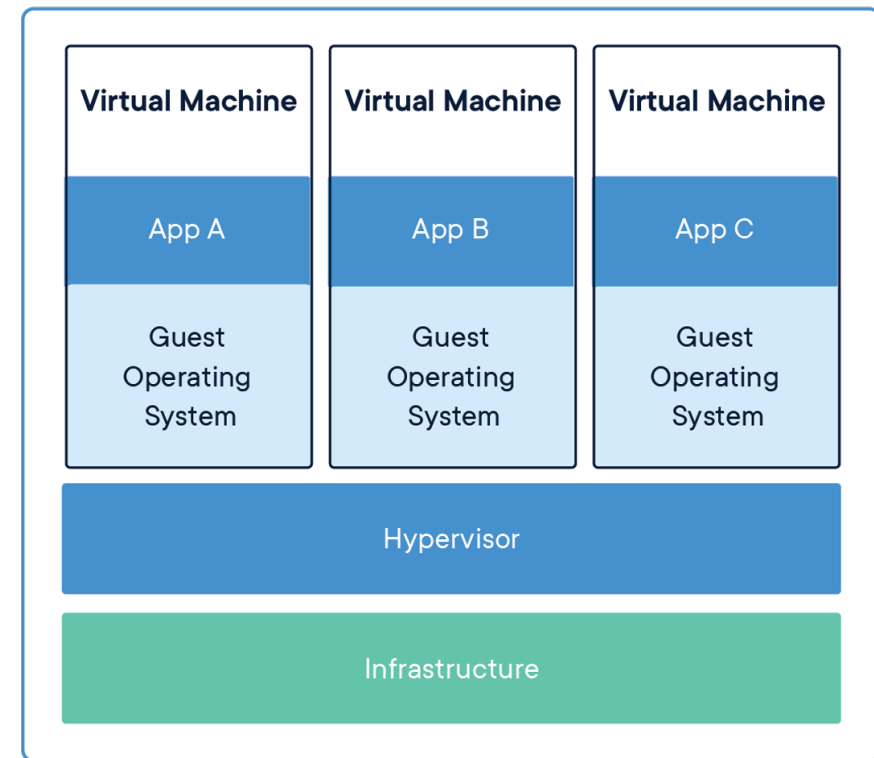 Virtual Machine
Virtual Machine
Virtual Machine
App A
App B
App C
Guest
Operating
System
Guest
Operating
System
Guest
Operating
System
Hypervisor
Infrastructure